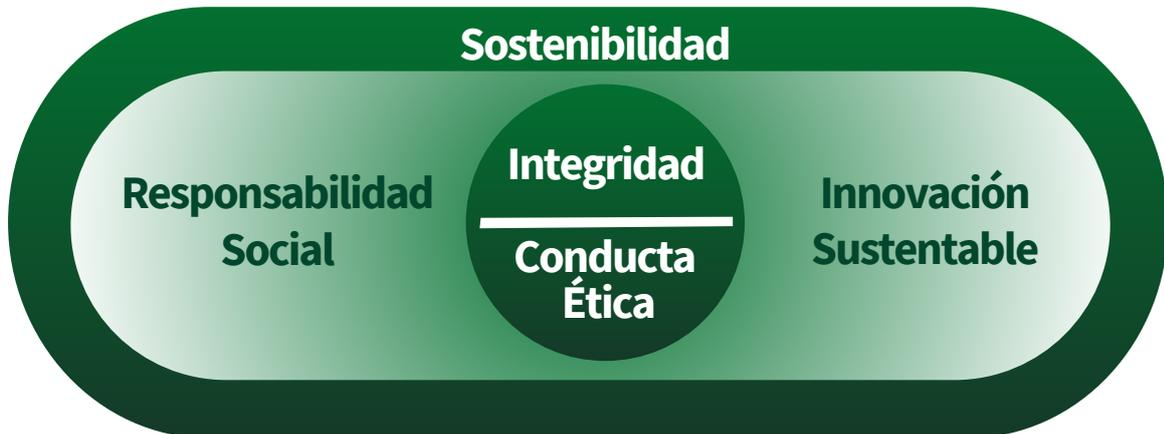 Sostenibilidad
Responsabilidad
Social
Integridad
Conducta
Ética
Innovación
Sustentable